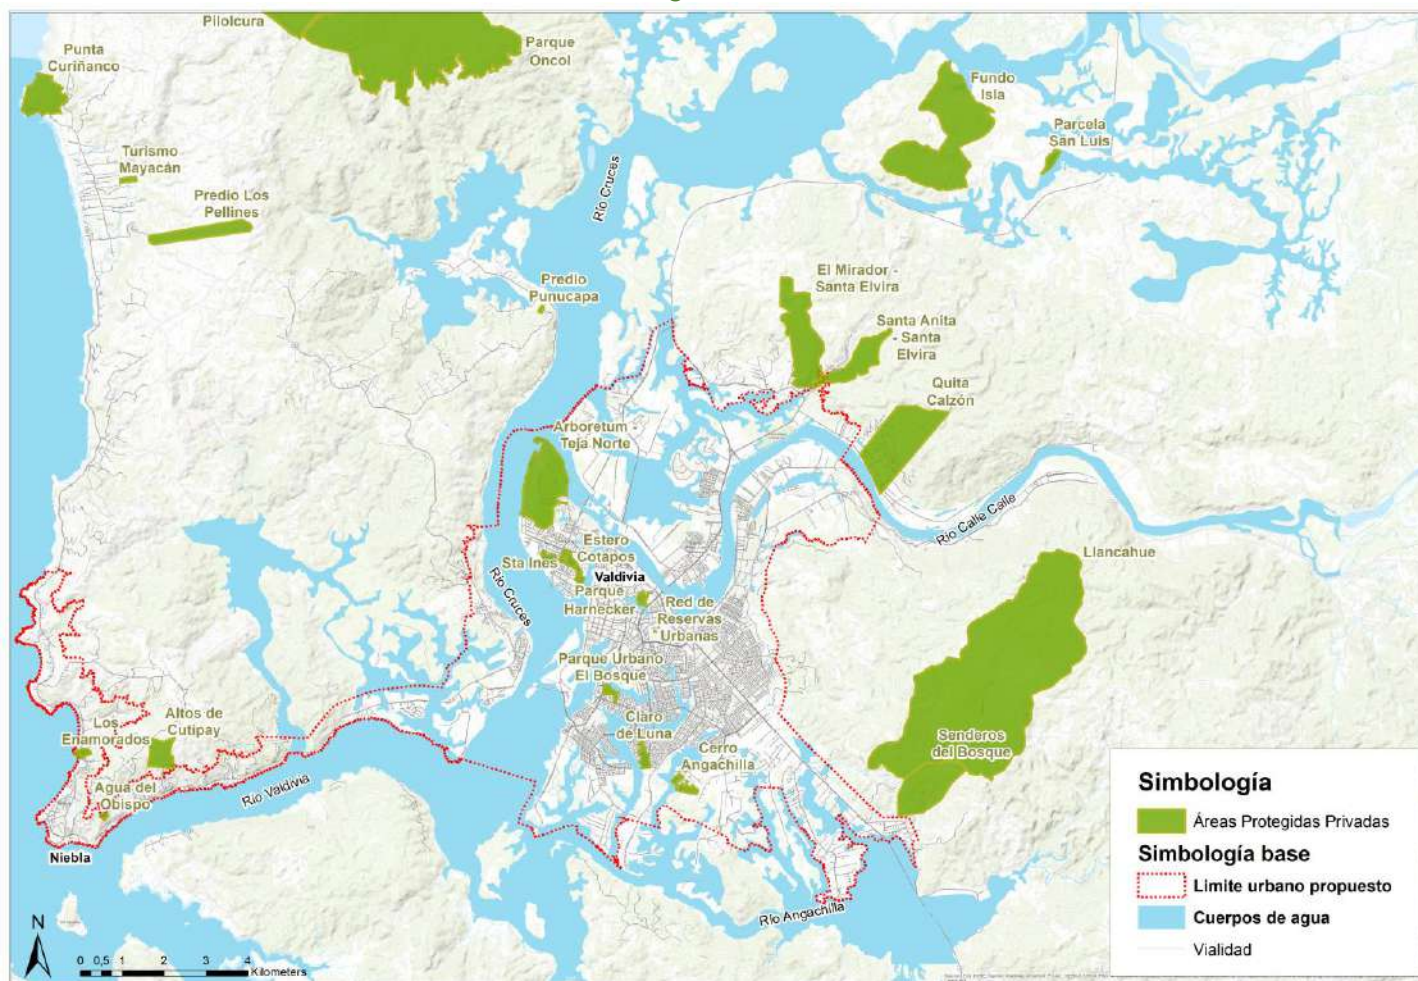 Pilolcura
Parque
Oncol
Punta
Curiñanco
Fundo
Isla
Parcela
San Luis
Turismo
Mayacán
Río Cruces
Predio Los
Pellines
El Mirador -
Santa Elvira
Predio
Punucapa
Santa Anita
- Santa
Elvira
Quita
Calzón
Arboretum -
Teja Norte
Río Calle Calle
Estero
Cotapos
Llancahue
Sta Ines
Valdivia
Río Cruces
Parque
Harnecker
Red de
Reservas
Urbanas
Parque Urbano
El Bosque
Los
Enamorados
Altos de
Cutipay
Claro
de Luna
Cerro
Angachilla
Senderos
del Bosque
Agua del
Obispo
Río Valdivia
Niebla
Río Angachilla
N
0 0,5 1 2 3 4
Kilometers
Simbología
Áreas Protegidas Privadas
Simbología base
Limite urbano propuesto
Cuerpos de agua
Vialidad